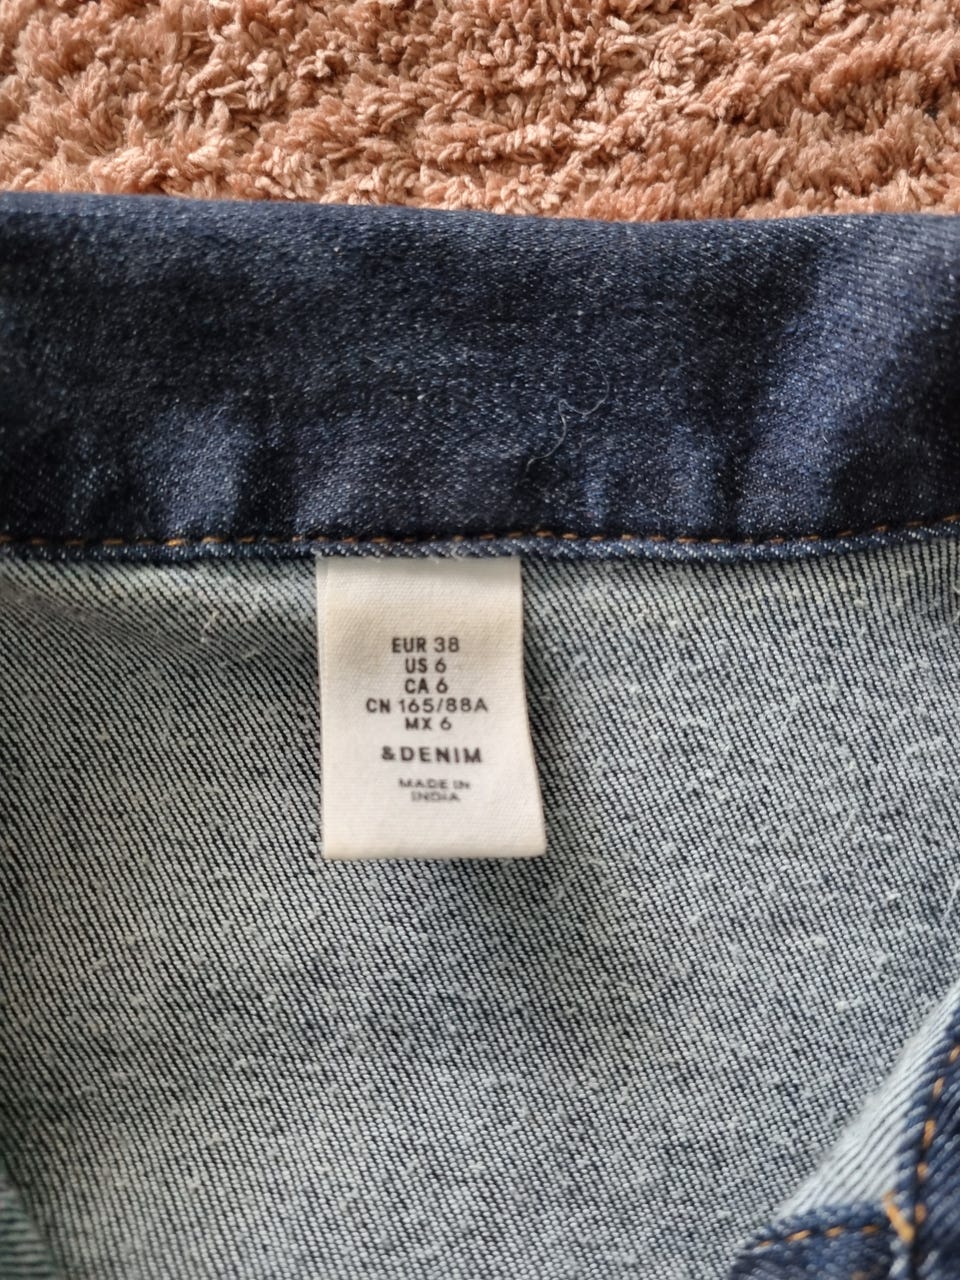 EUR 38
US 6
CA 6
CN 165/88A
MX 6
&DENIM
MADE IN
INDIA